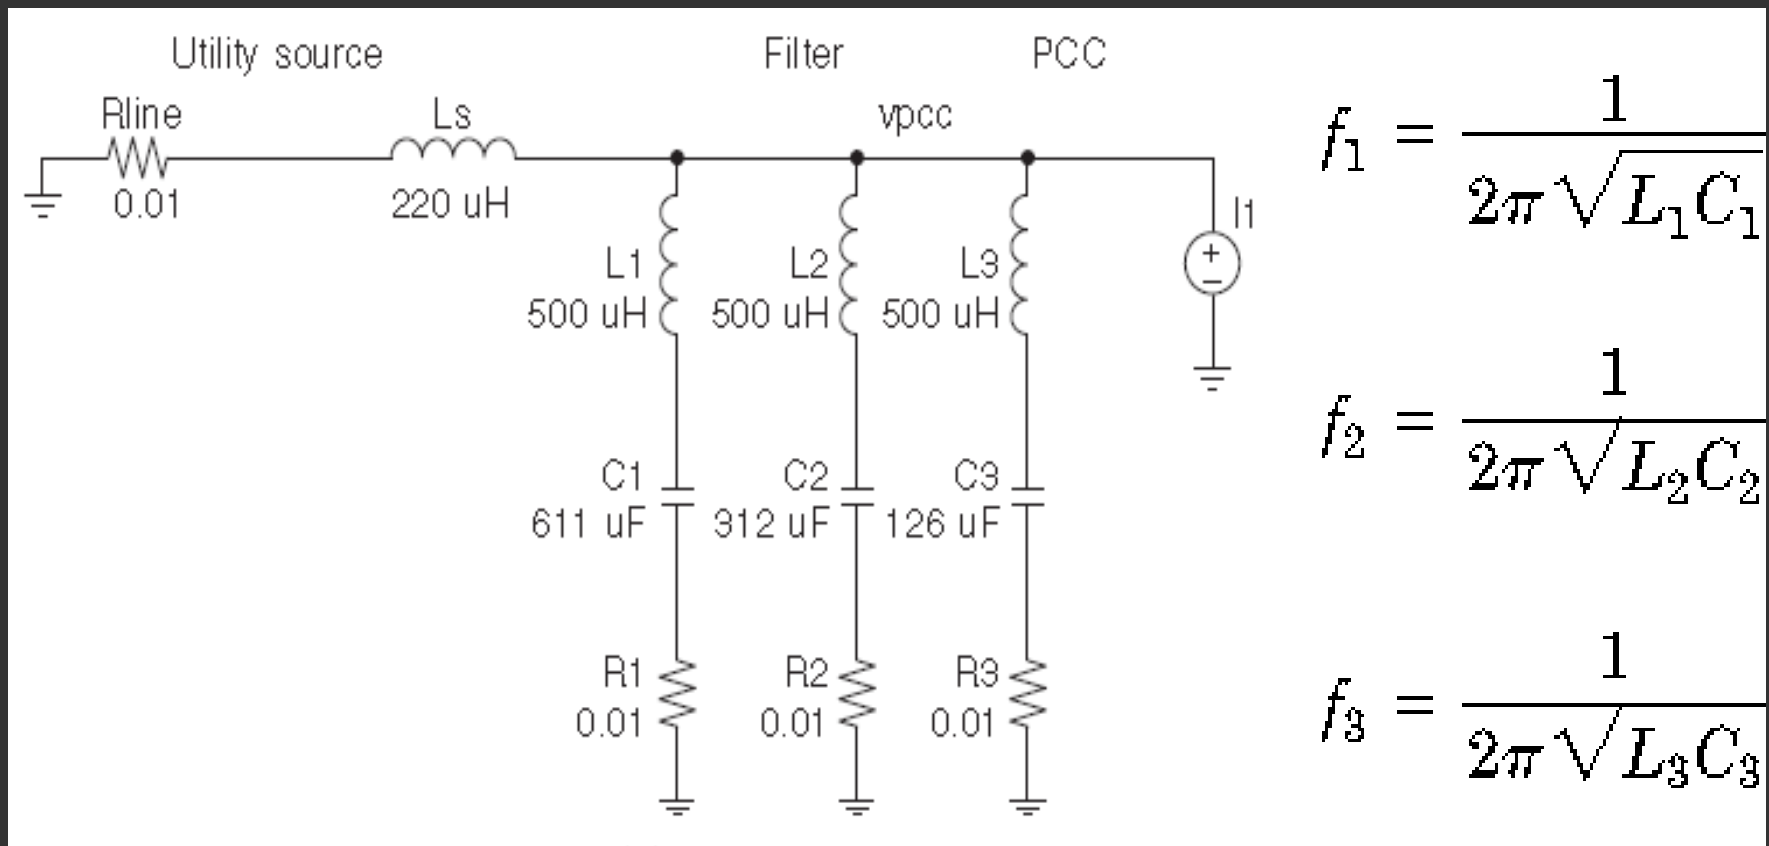 Utility source Filter PCC
Rline Ls vpcc
0.01 220 uH
I1
+
−
L1 L2 L3
500 uH 500 uH 500 uH
C1 C2 C3
611 uF 312 uF 126 uF
R1 R2 R3
0.01 0.01 0.01
f₁ = 1 / 2π√L₁C₁
f₂ = 1 / 2π√L₂C₂
f₃ = 1 / 2π√L₃C₃